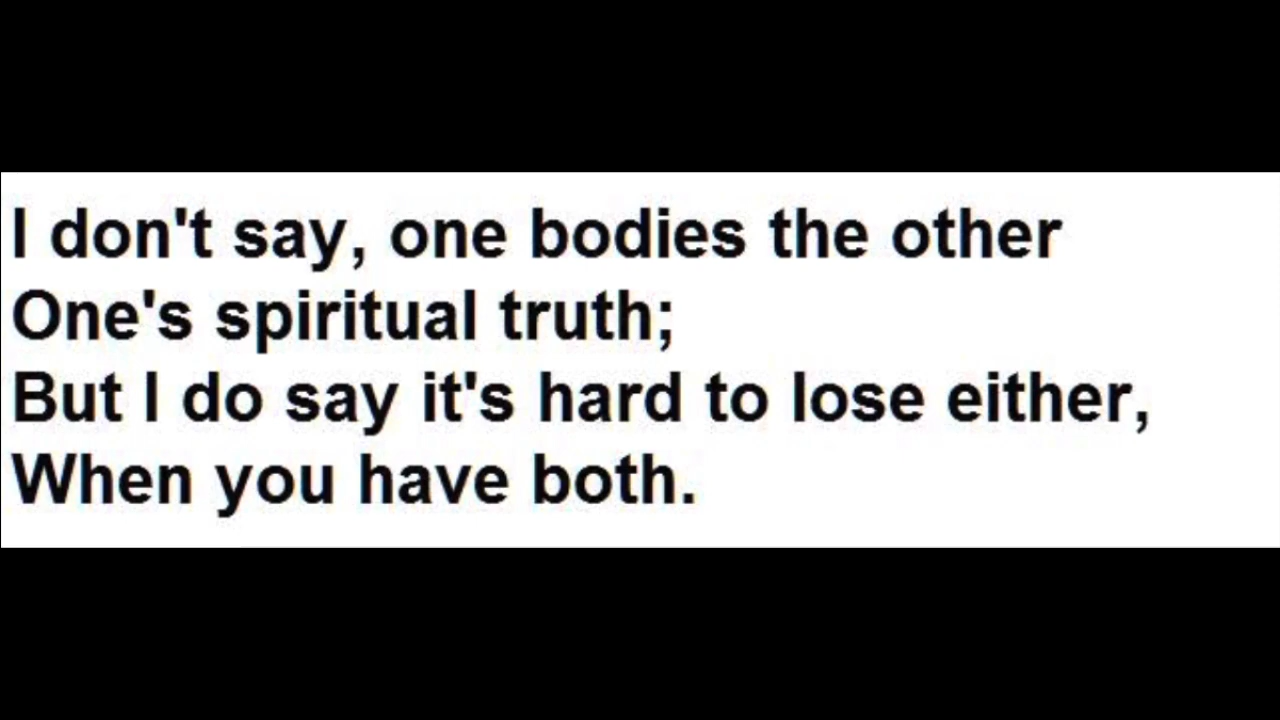 I don't say, one bodies the other
One's spiritual truth;
But I do say it's hard to lose either,
When you have both.